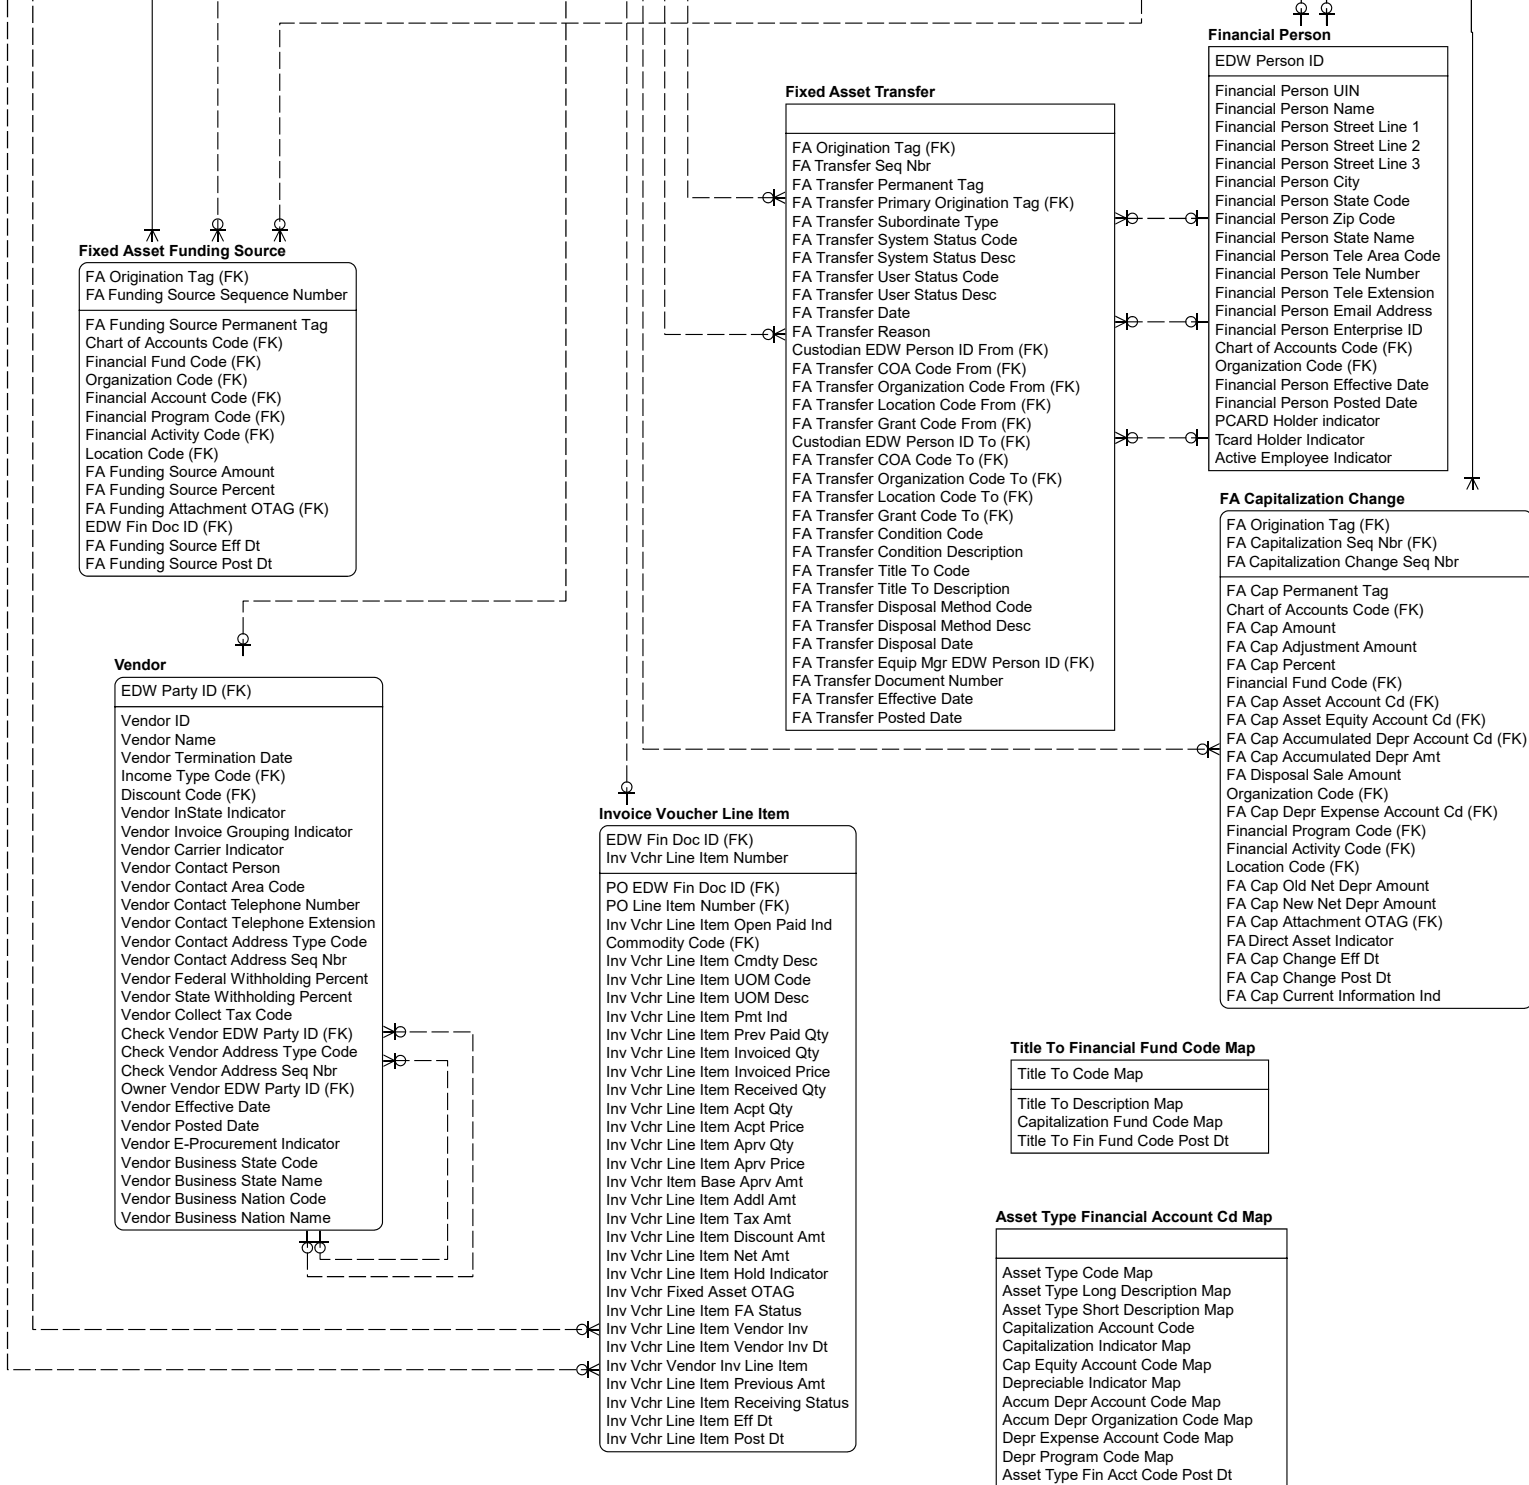 Financial Person
EDW Person ID
Financial Person UIN
Financial Person Name
Financial Person Street Line 1
Financial Person Street Line 2
Financial Person Street Line 3
Financial Person City
Financial Person State Code
Financial Person Zip Code
Financial Person State Name
Financial Person Tele Area Code
Financial Person Tele Number
Financial Person Tele Extension
Financial Person Email Address
Financial Person Enterprise ID
Chart of Accounts Code (FK)
Organization Code (FK)
Financial Person Effective Date
Financial Person Posted Date
PCARD Holder indicator
Tcard Holder Indicator
Active Employee Indicator
Fixed Asset Transfer
FA Origination Tag (FK)
FA Transfer Seq Nbr
FA Transfer Permanent Tag
FA Transfer Primary Origination Tag (FK)
FA Transfer Subordinate Type
FA Transfer System Status Code
FA Transfer System Status Desc
FA Transfer User Status Code
FA Transfer User Status Desc
FA Transfer Date
FA Transfer Reason
Custodian EDW Person ID From (FK)
FA Transfer COA Code From (FK)
FA Transfer Organization Code From (FK)
FA Transfer Location Code From (FK)
FA Transfer Grant Code From (FK)
Custodian EDW Person ID To (FK)
FA Transfer COA Code To (FK)
FA Transfer Organization Code To (FK)
FA Transfer Location Code To (FK)
FA Transfer Grant Code To (FK)
FA Transfer Condition Code
FA Transfer Condition Description
FA Transfer Title To Code
FA Transfer Title To Description
FA Transfer Disposal Method Code
FA Transfer Disposal Method Desc
FA Transfer Disposal Date
FA Transfer Equip Mgr EDW Person ID (FK)
FA Transfer Document Number
FA Transfer Effective Date
FA Transfer Posted Date
Fixed Asset Funding Source
FA Origination Tag (FK)
FA Funding Source Sequence Number
FA Funding Source Permanent Tag
Chart of Accounts Code (FK)
Financial Fund Code (FK)
Organization Code (FK)
Financial Account Code (FK)
Financial Program Code (FK)
Financial Activity Code (FK)
Location Code (FK)
FA Funding Source Amount
FA Funding Source Percent
FA Funding Attachment OTAG (FK)
EDW Fin Doc ID (FK)
FA Funding Source Eff Dt
FA Funding Source Post Dt
FA Capitalization Change
FA Origination Tag (FK)
FA Capitalization Seq Nbr (FK)
FA Capitalization Change Seq Nbr
FA Cap Permanent Tag
Chart of Accounts Code (FK)
FA Cap Amount
FA Cap Adjustment Amount
FA Cap Percent
Financial Fund Code (FK)
FA Cap Asset Account Cd (FK)
FA Cap Asset Equity Account Cd (FK)
FA Cap Accumulated Depr Account Cd (FK)
FA Cap Accumulated Depr Amt
FA Disposal Sale Amount
Organization Code (FK)
FA Cap Depr Expense Account Cd (FK)
Financial Program Code (FK)
Financial Activity Code (FK)
Location Code (FK)
FA Cap Old Net Depr Amount
FA Cap New Net Depr Amount
FA Cap Attachment OTAG (FK)
FA Direct Asset Indicator
FA Cap Change Eff Dt
FA Cap Change Post Dt
FA Cap Current Information Ind
Vendor
EDW Party ID (FK)
Vendor ID
Vendor Name
Vendor Termination Date
Income Type Code (FK)
Discount Code (FK)
Vendor InState Indicator
Vendor Invoice Grouping Indicator
Vendor Carrier Indicator
Vendor Contact Person
Vendor Contact Area Code
Vendor Contact Telephone Number
Vendor Contact Telephone Extension
Vendor Contact Address Type Code
Vendor Contact Address Seq Nbr
Vendor Federal Withholding Percent
Vendor State Withholding Percent
Vendor Collect Tax Code
Check Vendor EDW Party ID (FK)
Check Vendor Address Type Code
Check Vendor Address Seq Nbr
Owner Vendor EDW Party ID (FK)
Vendor Effective Date
Vendor Posted Date
Vendor E-Procurement Indicator
Vendor Business State Code
Vendor Business State Name
Vendor Business Nation Code
Vendor Business Nation Name
Invoice Voucher Line Item
EDW Fin Doc ID (FK)
Inv Vchr Line Item Number
PO EDW Fin Doc ID (FK)
PO Line Item Number (FK)
Inv Vchr Line Item Open Paid Ind
Commodity Code (FK)
Inv Vchr Line Item Cmdty Desc
Inv Vchr Line Item UOM Code
Inv Vchr Line Item UOM Desc
Inv Vchr Line Item Pmt Ind
Inv Vchr Line Item Prev Paid Qty
Inv Vchr Line Item Invoiced Qty
Inv Vchr Line Item Invoiced Price
Inv Vchr Line Item Received Qty
Inv Vchr Line Item Acpt Qty
Inv Vchr Line Item Acpt Price
Inv Vchr Line Item Aprv Qty
Inv Vchr Line Item Aprv Price
Inv Vchr Item Base Aprv Amt
Inv Vchr Line Item Addl Amt
Inv Vchr Line Item Tax Amt
Inv Vchr Line Item Discount Amt
Inv Vchr Line Item Net Amt
Inv Vchr Line Item Hold Indicator
Inv Vchr Fixed Asset OTAG
Inv Vchr Line Item FA Status
Inv Vchr Line Item Vendor Inv
Inv Vchr Line Item Vendor Inv Dt
Inv Vchr Vendor Inv Line Item
Inv Vchr Line Item Previous Amt
Inv Vchr Line Item Receiving Status
Inv Vchr Line Item Eff Dt
Inv Vchr Line Item Post Dt
Title To Financial Fund Code Map
Title To Code Map
Title To Description Map
Capitalization Fund Code Map
Title To Fin Fund Code Post Dt
Asset Type Financial Account Cd Map
Asset Type Code Map
Asset Type Long Description Map
Asset Type Short Description Map
Capitalization Account Code
Capitalization Indicator Map
Cap Equity Account Code Map
Depreciable Indicator Map
Accum Depr Account Code Map
Accum Depr Organization Code Map
Depr Expense Account Code Map
Depr Program Code Map
Asset Type Fin Acct Code Post Dt